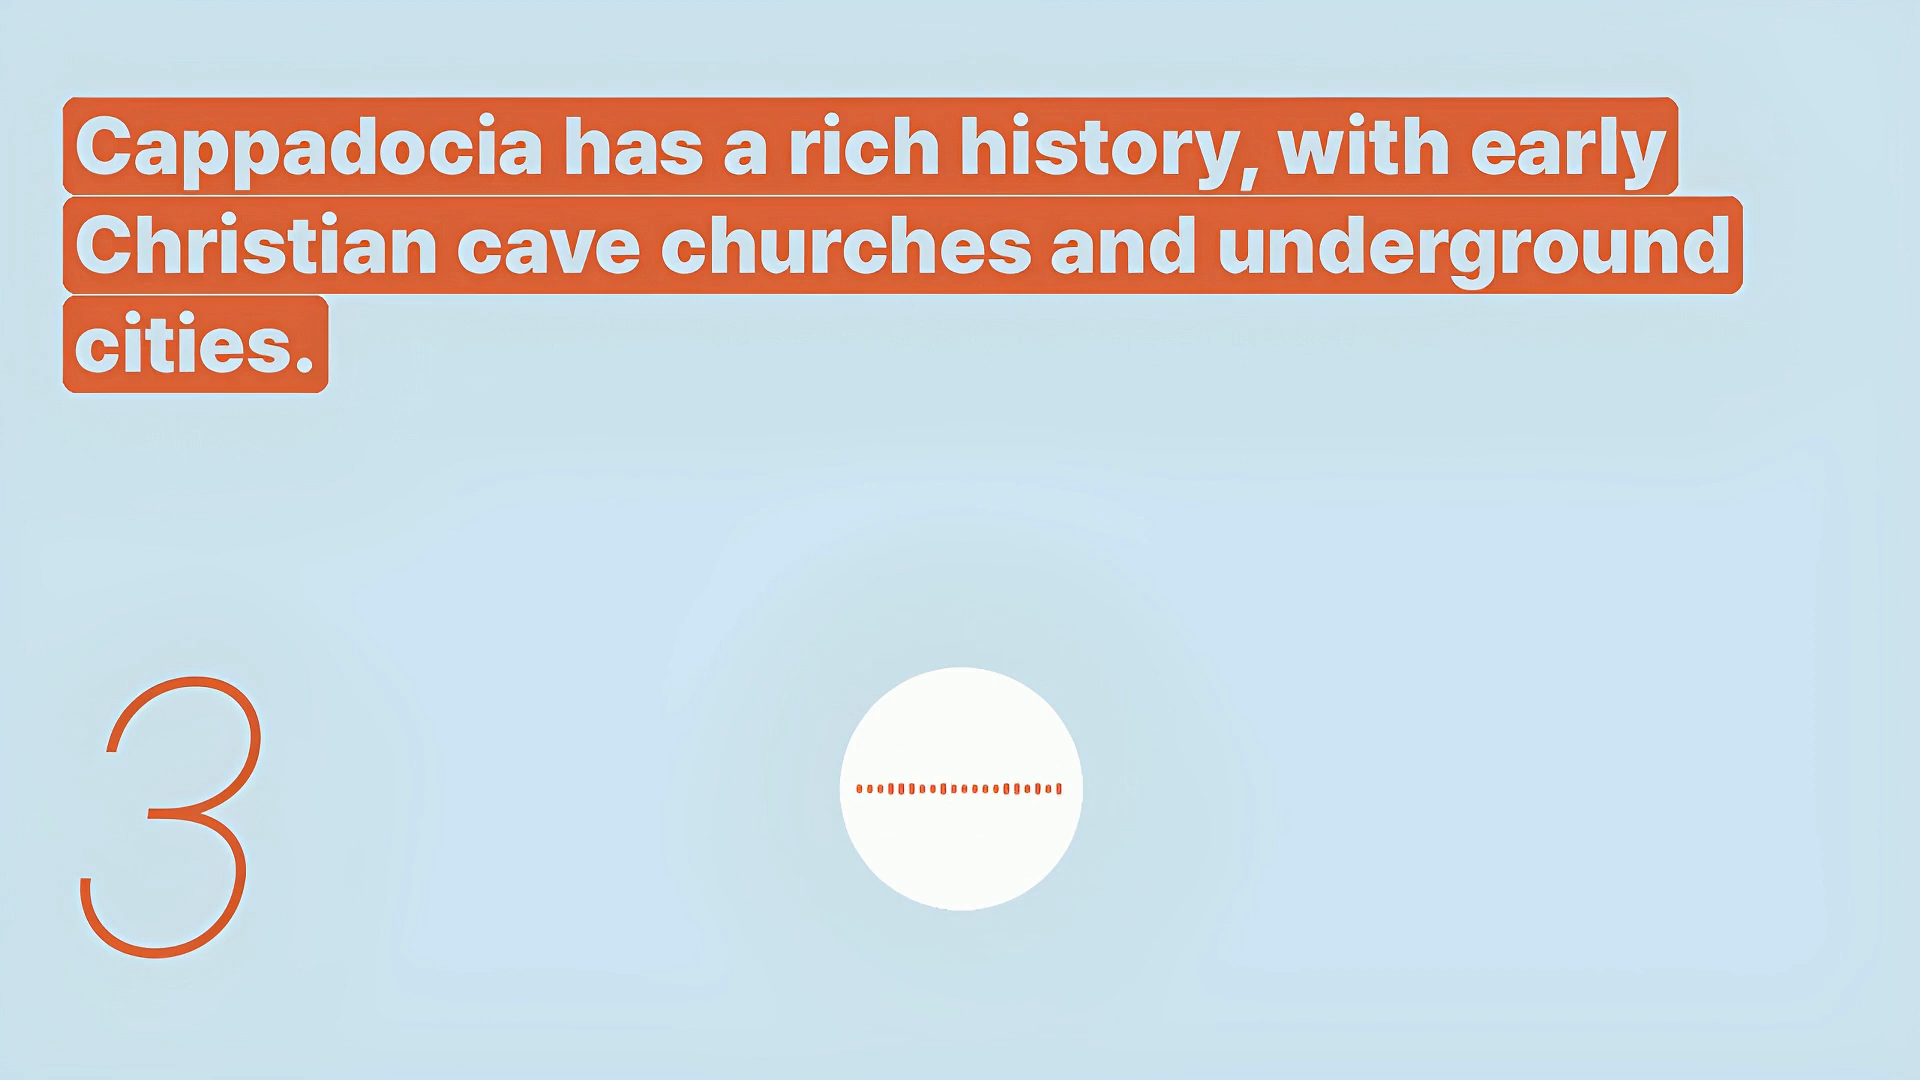 Cappadocia has a rich history, with early
Christian cave churches and underground
cities.
3